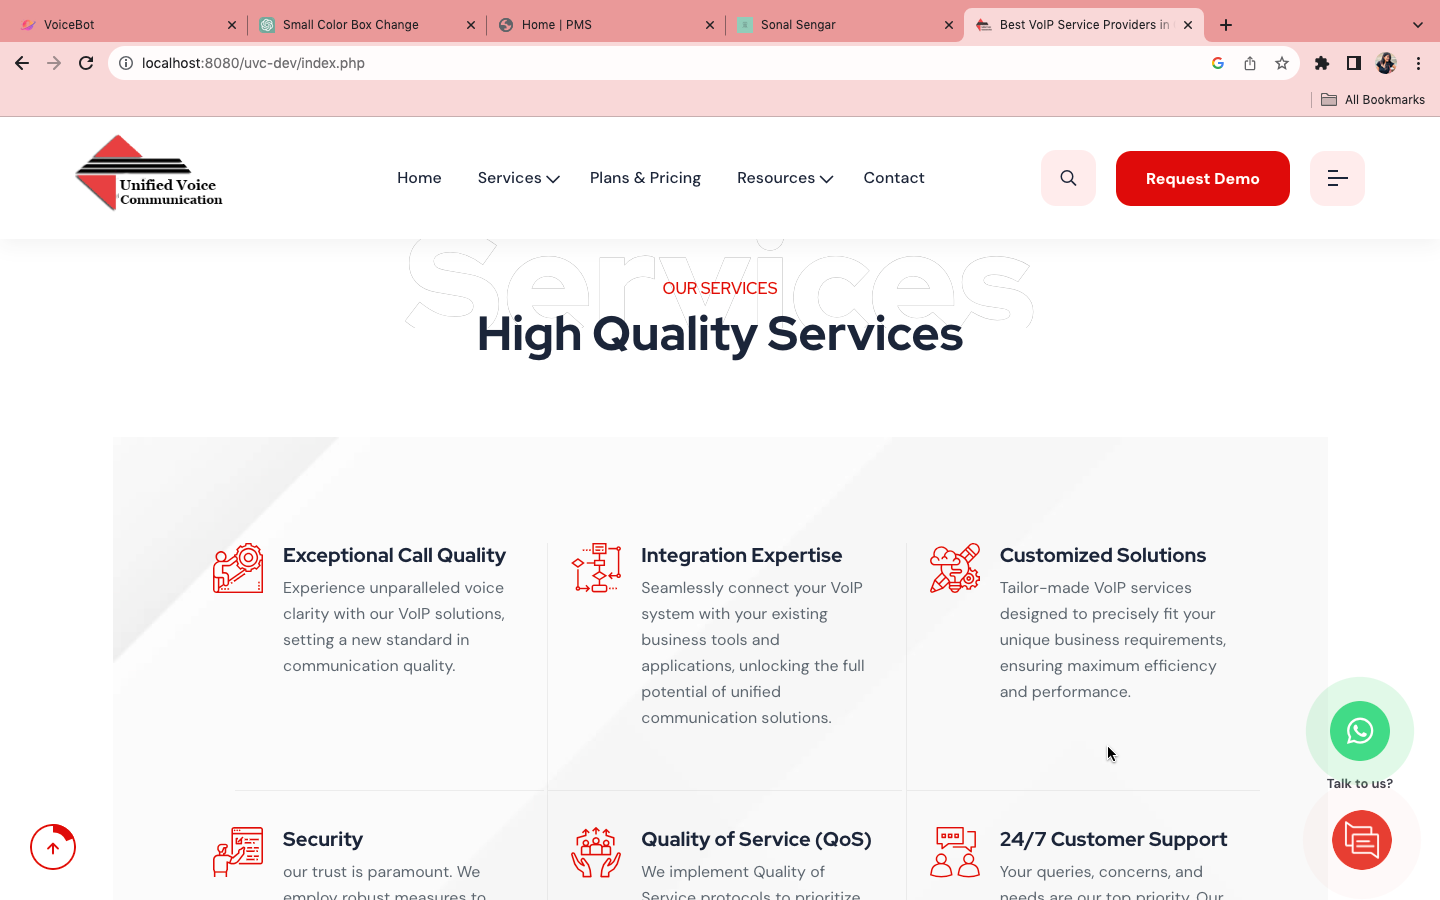 VoiceBot
Small Color Box Change
Home | PMS
Sonal Sengar
Best VoIP Service Providers in
localhost:8080/uvc-dev/index.php
All Bookmarks
Unified Voice
Communication
Home
Services
Plans & Pricing
Resources
Contact
Request Demo
Services
OUR SERVICES
High Quality Services
Exceptional Call Quality
Experience unparalleled voice
clarity with our VoIP solutions,
setting a new standard in
communication quality.
Integration Expertise
Seamlessly connect your VoIP
system with your existing
business tools and
applications, unlocking the full
potential of unified
communication solutions.
Customized Solutions
Tailor-made VoIP services
designed to precisely fit your
unique business requirements,
ensuring maximum efficiency
and performance.
Talk to us?
Security
our trust is paramount. We
employ robust measures to
Quality of Service (QoS)
We implement Quality of
Service protocols to prioritize
24/7 Customer Support
Your queries, concerns, and
needs are our top priority. Our